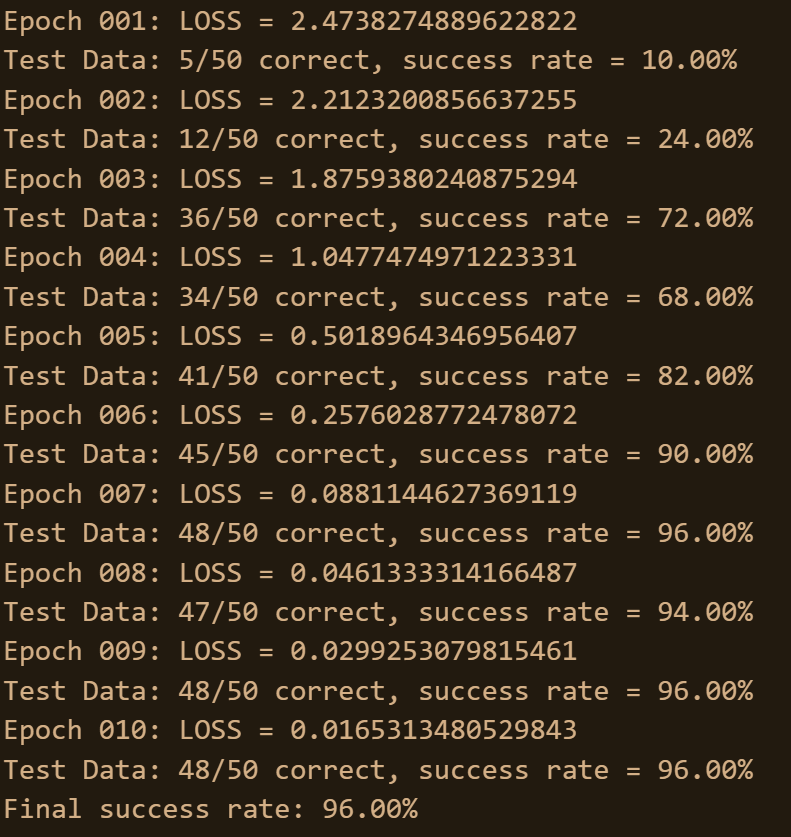 Epoch 001: LOSS = 2.4738274889622822
Test Data: 5/50 correct, success rate = 10.00%
Epoch 002: LOSS = 2.2123200856637255
Test Data: 12/50 correct, success rate = 24.00%
Epoch 003: LOSS = 1.8759380240875294
Test Data: 36/50 correct, success rate = 72.00%
Epoch 004: LOSS = 1.0477474971223331
Test Data: 34/50 correct, success rate = 68.00%
Epoch 005: LOSS = 0.5018964346956407
Test Data: 41/50 correct, success rate = 82.00%
Epoch 006: LOSS = 0.2576028772478072
Test Data: 45/50 correct, success rate = 90.00%
Epoch 007: LOSS = 0.0881144627369119
Test Data: 48/50 correct, success rate = 96.00%
Epoch 008: LOSS = 0.0461333314166487
Test Data: 47/50 correct, success rate = 94.00%
Epoch 009: LOSS = 0.0299253079815461
Test Data: 48/50 correct, success rate = 96.00%
Epoch 010: LOSS = 0.0165313480529843
Test Data: 48/50 correct, success rate = 96.00%
Final success rate: 96.00%